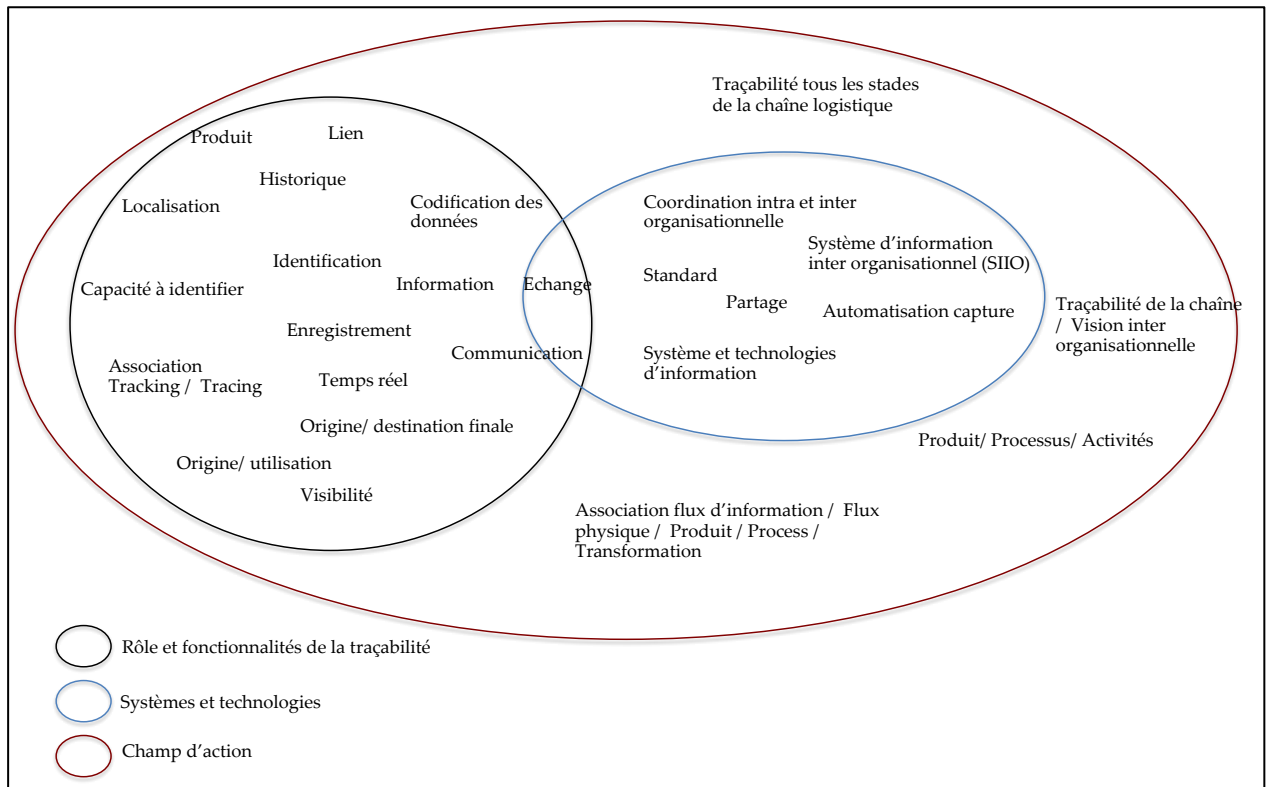 Traçabilité tous les stades
de la chaîne logistique
Produit
Lien
Historique
Localisation
Codification des
données
Identification
Capacité à identifier
Information
Echange
Enregistrement
Communication
Association
Tracking / Tracing
Temps réel
Origine/ destination finale
Origine/ utilisation
Visibilité
Coordination intra et inter
organisationnelle
Système d’information
inter organisationnel (SIIO)
Standard
Partage
Automatisation capture
Système et technologies
d’information
Traçabilité de la chaîne
/ Vision inter
organisationnelle
Produit/ Processus/ Activités
Association flux d’information / Flux
physique / Produit / Process /
Transformation
Rôle et fonctionnalités de la traçabilité
Systèmes et technologies
Champ d’action